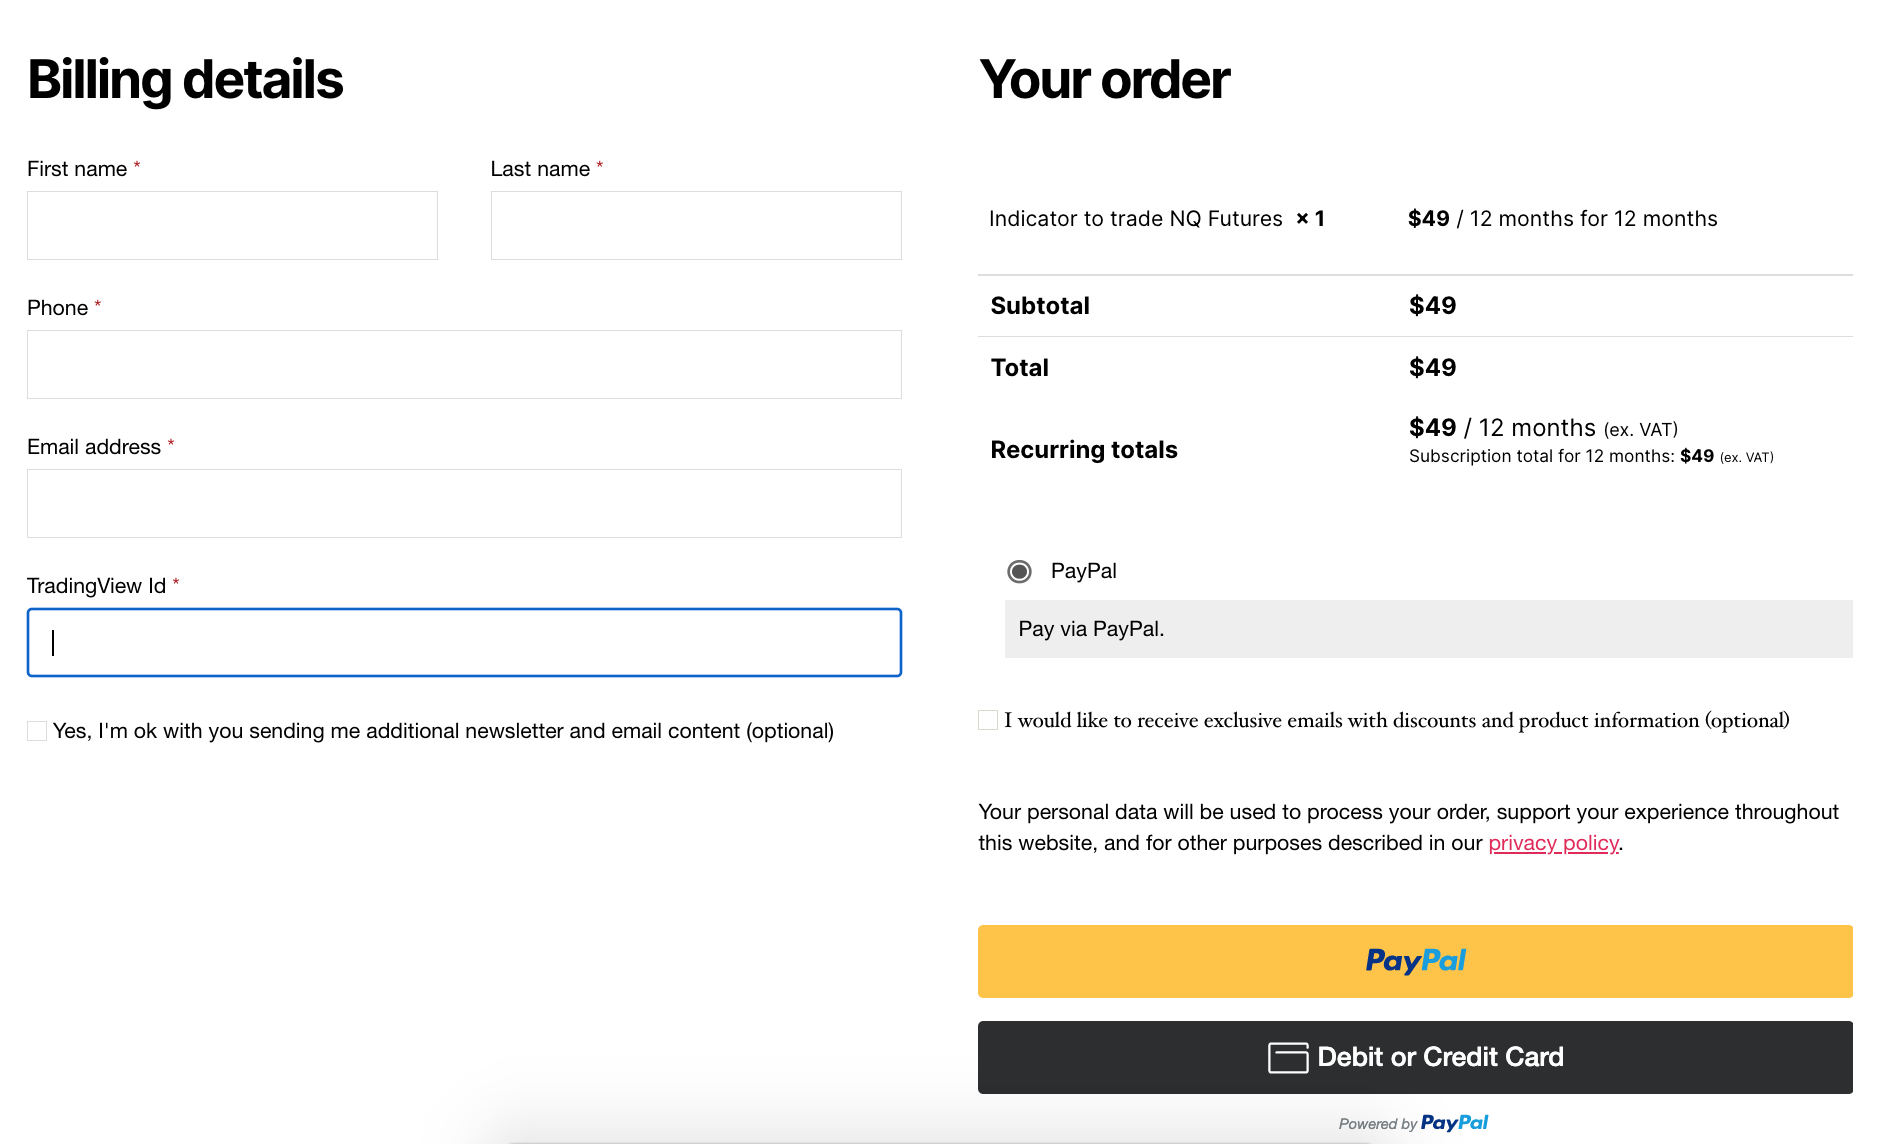 Billing details
First name *
Last name *
Phone *
Email address *
TradingView Id *
Yes, I'm ok with you sending me additional newsletter and email content (optional)
Your order
Indicator to trade NQ Futures × 1 $49 / 12 months for 12 months
Subtotal $49
Total $49
Recurring totals $49 / 12 months (ex. VAT)
Subscription total for 12 months: $49 (ex. VAT)
PayPal
Pay via PayPal.
I would like to receive exclusive emails with discounts and product information (optional)
Your personal data will be used to process your order, support your experience throughout
this website, and for other purposes described in our privacy policy.
PayPal
Debit or Credit Card
Powered by PayPal